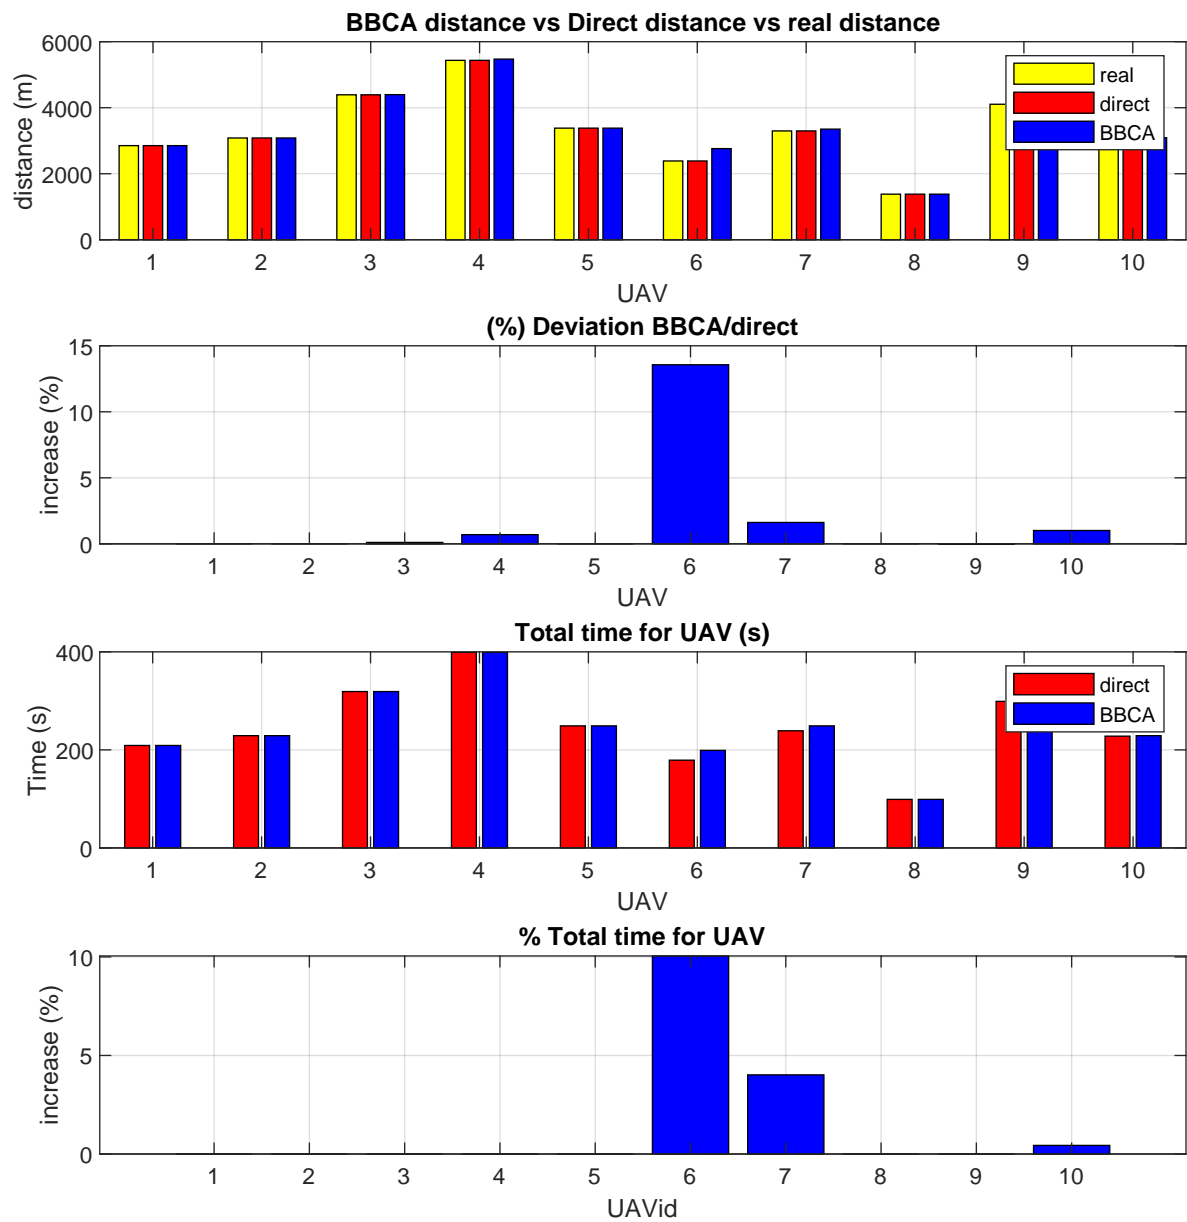 BBCA distance vs Direct distance vs real distance
6000
4000
2000
0
distance (m)
real
direct
BBCA
1 2 3 4 5 6 7 8 9 10
UAV
(%) Deviation BBCA/direct
15
10
5
0
increase (%)
1 2 3 4 5 6 7 8 9 10
UAV
Total time for UAV (s)
400
200
0
Time (s)
direct
BBCA
1 2 3 4 5 6 7 8 9 10
UAV
% Total time for UAV
10
5
0
increase (%)
1 2 3 4 5 6 7 8 9 10
UAVid